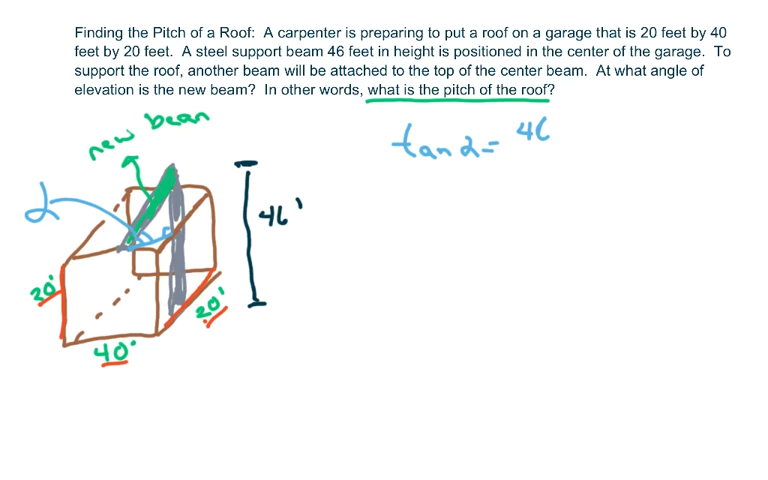 Finding the Pitch of a Roof:  A carpenter is preparing to put a roof on a garage that is 20 feet by 40
feet by 20 feet.  A steel support beam 46 feet in height is positioned in the center of the garage.  To
support the roof, another beam will be attached to the top of the center beam.  At what angle of
elevation is the new beam?  In other words, what is the pitch of the roof?
new bean
tan α = 46
α
46'
20'
20'
40'